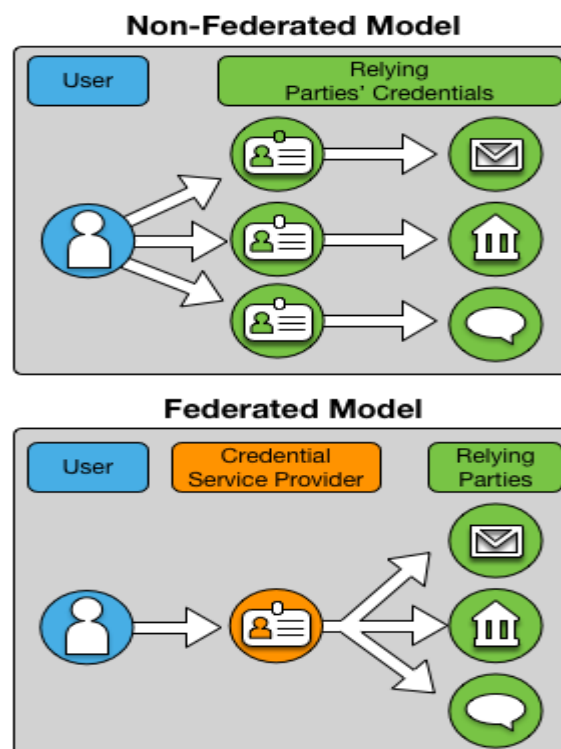 Non-Federated Model
User
Relying
Parties' Credentials
Federated Model
User
Credential
Service Provider
Relying
Parties